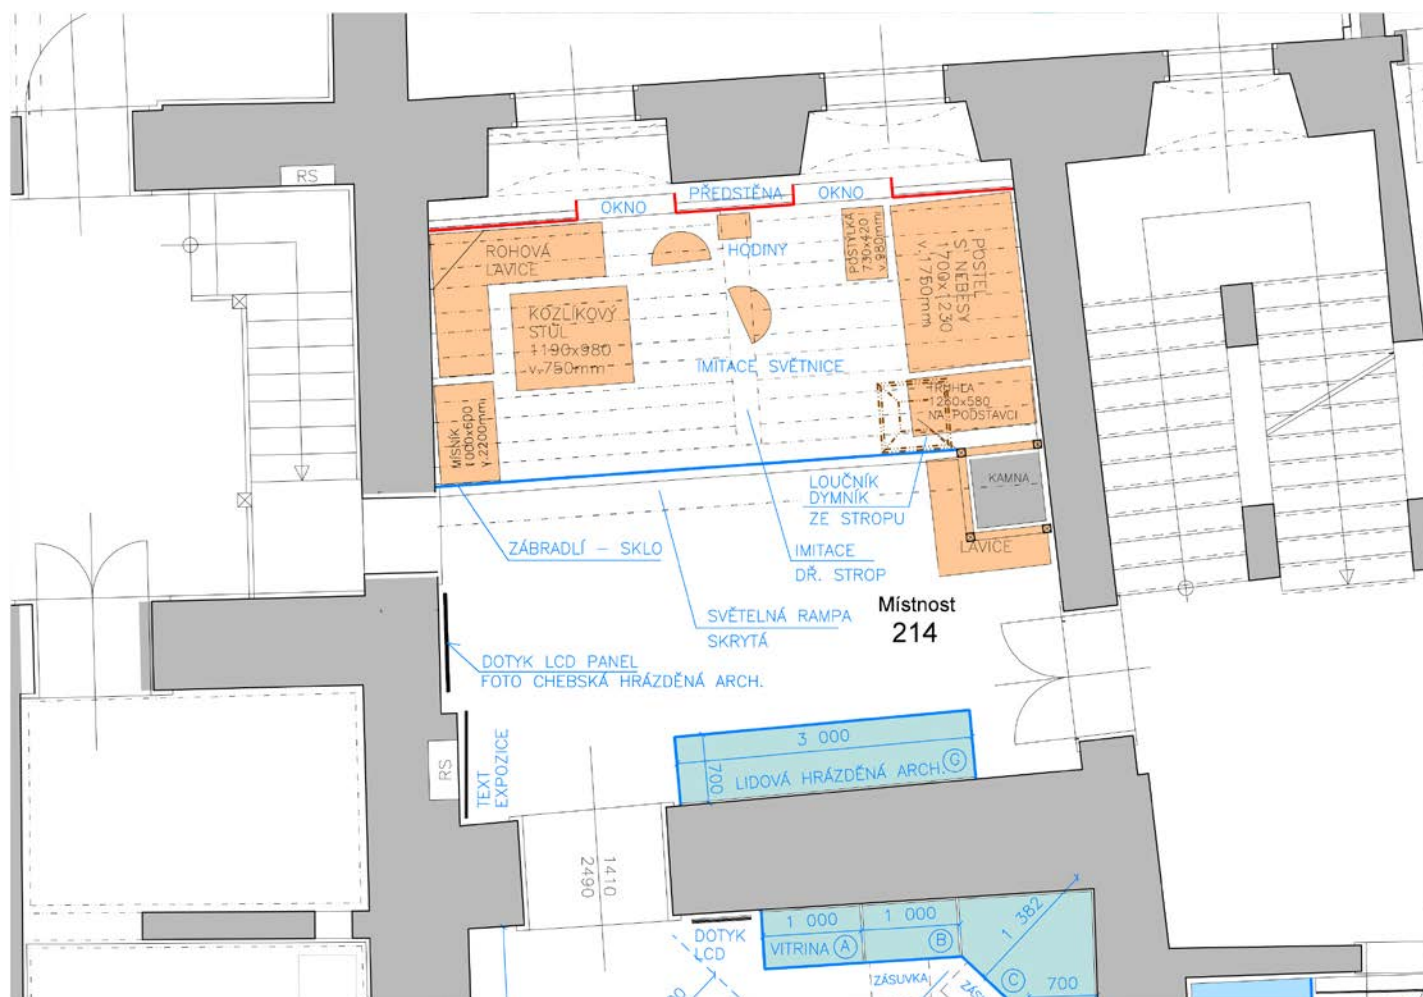 RS
OKNO
PŘEDSTĚNA
OKNO
ROHOVÁ
LAVICE
HODINY
POSTÝLKA
730x420
v.980mm
POSTEL
S NEBESY
1700x1230
v.1750mm
KOZLÍKOVÝ
STŮL
1190x980
v.750mm
IMITACE SVĚTNICE
TRUHLA
1260x580
NA PODSTAVCI
MÍSNÍK
1000x600
v.2200mm
LOUČNÍK
DYMNÍK
ZE STROPU
KAMNA
LAVICE
ZÁBRADLÍ – SKLO
IMITACE
DŘ. STROP
Místnost
214
SVĚTELNÁ RAMPA
SKRYTÁ
DOTYK LCD PANEL
FOTO CHEBSKÁ HRÁZDĚNÁ ARCH.
RS
TEXT
EXPOZICE
3 000
700
LIDOVÁ HRÁZDĚNÁ ARCH. G
1410
2490
DOTYK
LCD
1 000
1 000
1 382
VITRINA A
B
C
700
ZÁSUVKA